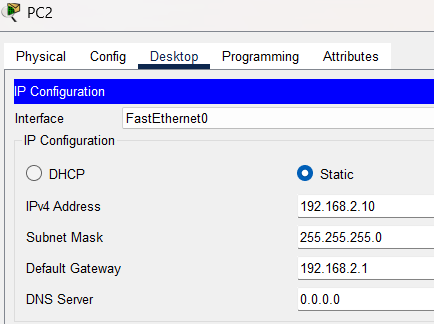 PC2
Physical Config Desktop Programming Attributes
IP Configuration
Interface FastEthernet0
IP Configuration
DHCP Static
IPv4 Address 192.168.2.10
Subnet Mask 255.255.255.0
Default Gateway 192.168.2.1
DNS Server 0.0.0.0